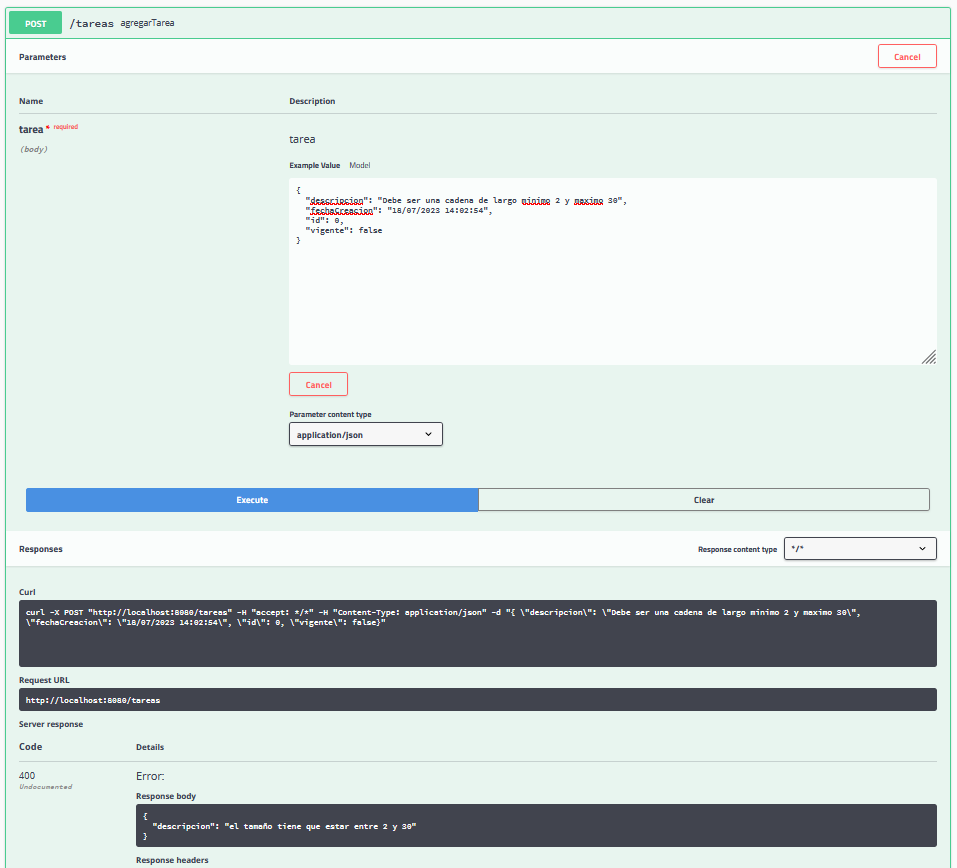 POST /tareas agregarTarea
Parameters
Cancel
Name Description
tarea * required
(body)
tarea
Example Value Model
{
"descripcion": "Debe ser una cadena de largo minimo 2 y maximo 30",
"fechaCreacion": "18/07/2023 14:02:54",
"id": 0,
"vigente": false
}
Cancel
Parameter content type
application/json
Execute Clear
Responses Response content type */*
Curl
curl -X POST "http://localhost:8080/tareas" -H "accept: */*" -H "Content-Type: application/json" -d "{ \"descripcion\": \"Debe ser una cadena de largo minimo 2 y maximo 30\",
\"fechaCreacion\": \"18/07/2023 14:02:54\", \"id\": 0, \"vigente\": false}"
Request URL
http://localhost:8080/tareas
Server response
Code Details
400 Error:
Undocumented
Response body
{
"descripcion": "el tamaño tiene que estar entre 2 y 30"
}
Response headers